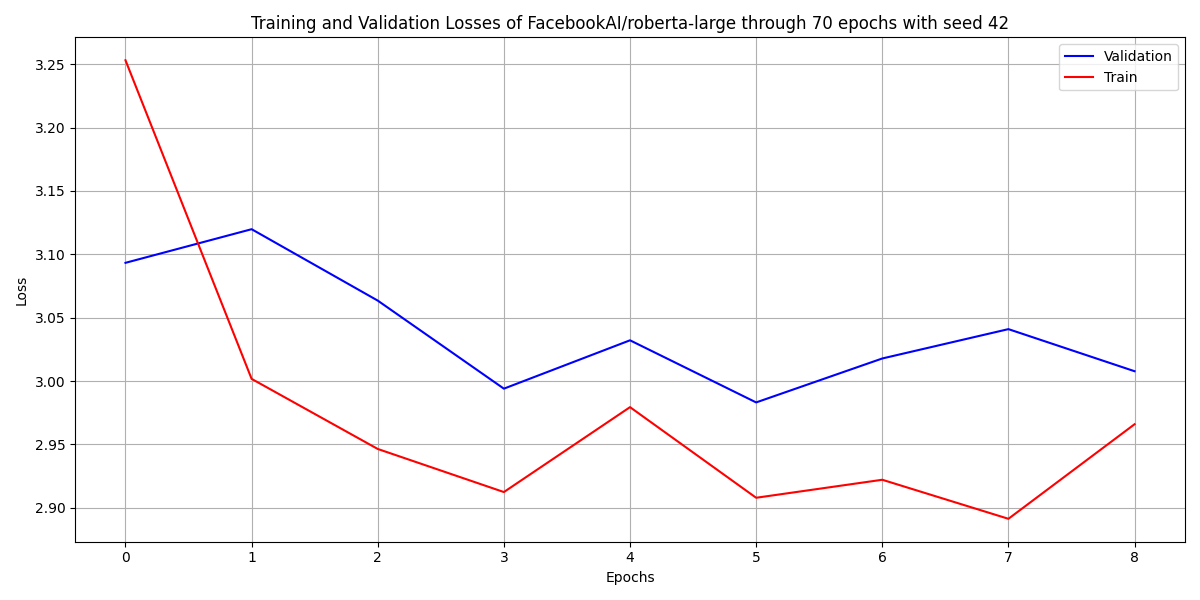 Training and Validation Losses of FacebookAI/roberta-large through 70 epochs with seed 42
Validation
Train
3.25
3.20
3.15
3.10
3.05
3.00
2.95
2.90
Loss
0 1 2 3 4 5 6 7 8
Epochs